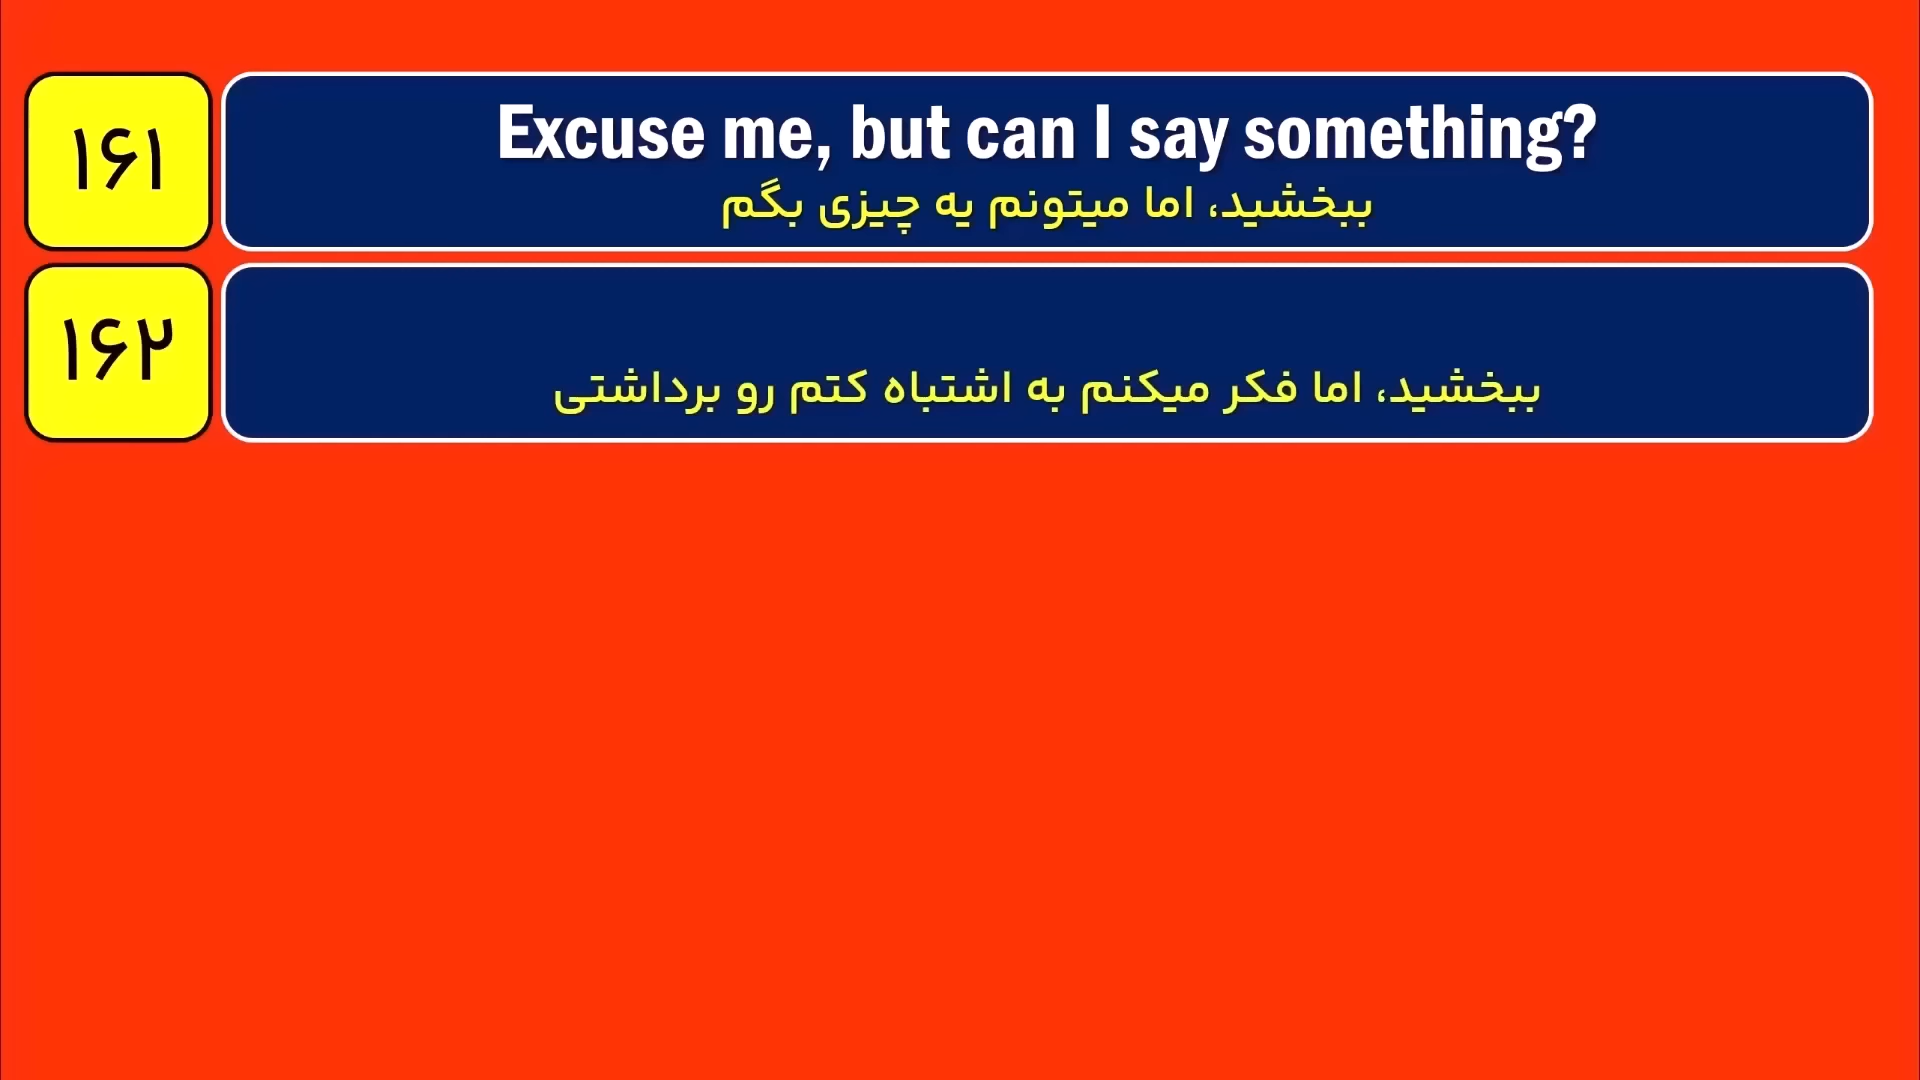 ۱۶۱
Excuse me, but can I say something?
ببخشید، اما میتونم یه چیزی بگم
۱۶۲
ببخشید، اما فکر میکنم به اشتباه کتم رو برداشتی